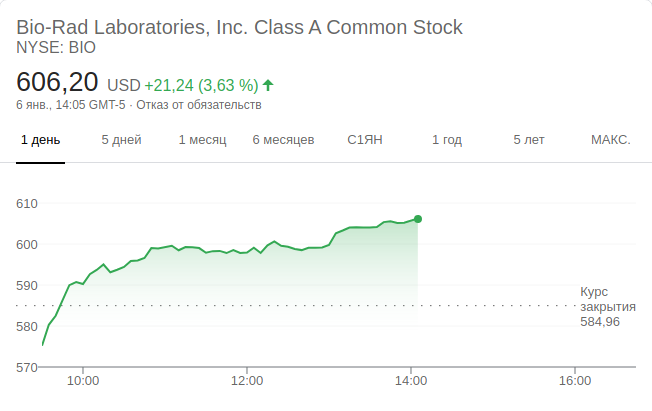 Bio-Rad Laboratories, Inc. Class A Common Stock
NYSE: BIO
606,20 USD +21,24 (3,63 %)
6 янв., 14:05 GMT-5 · Отказ от обязательств
1 день 5 дней 1 месяц 6 месяцев С1ЯН 1 год 5 лет МАКС.
610
600
590
580
570
Курс
закрытия
584,96
10:00 12:00 14:00 16:00